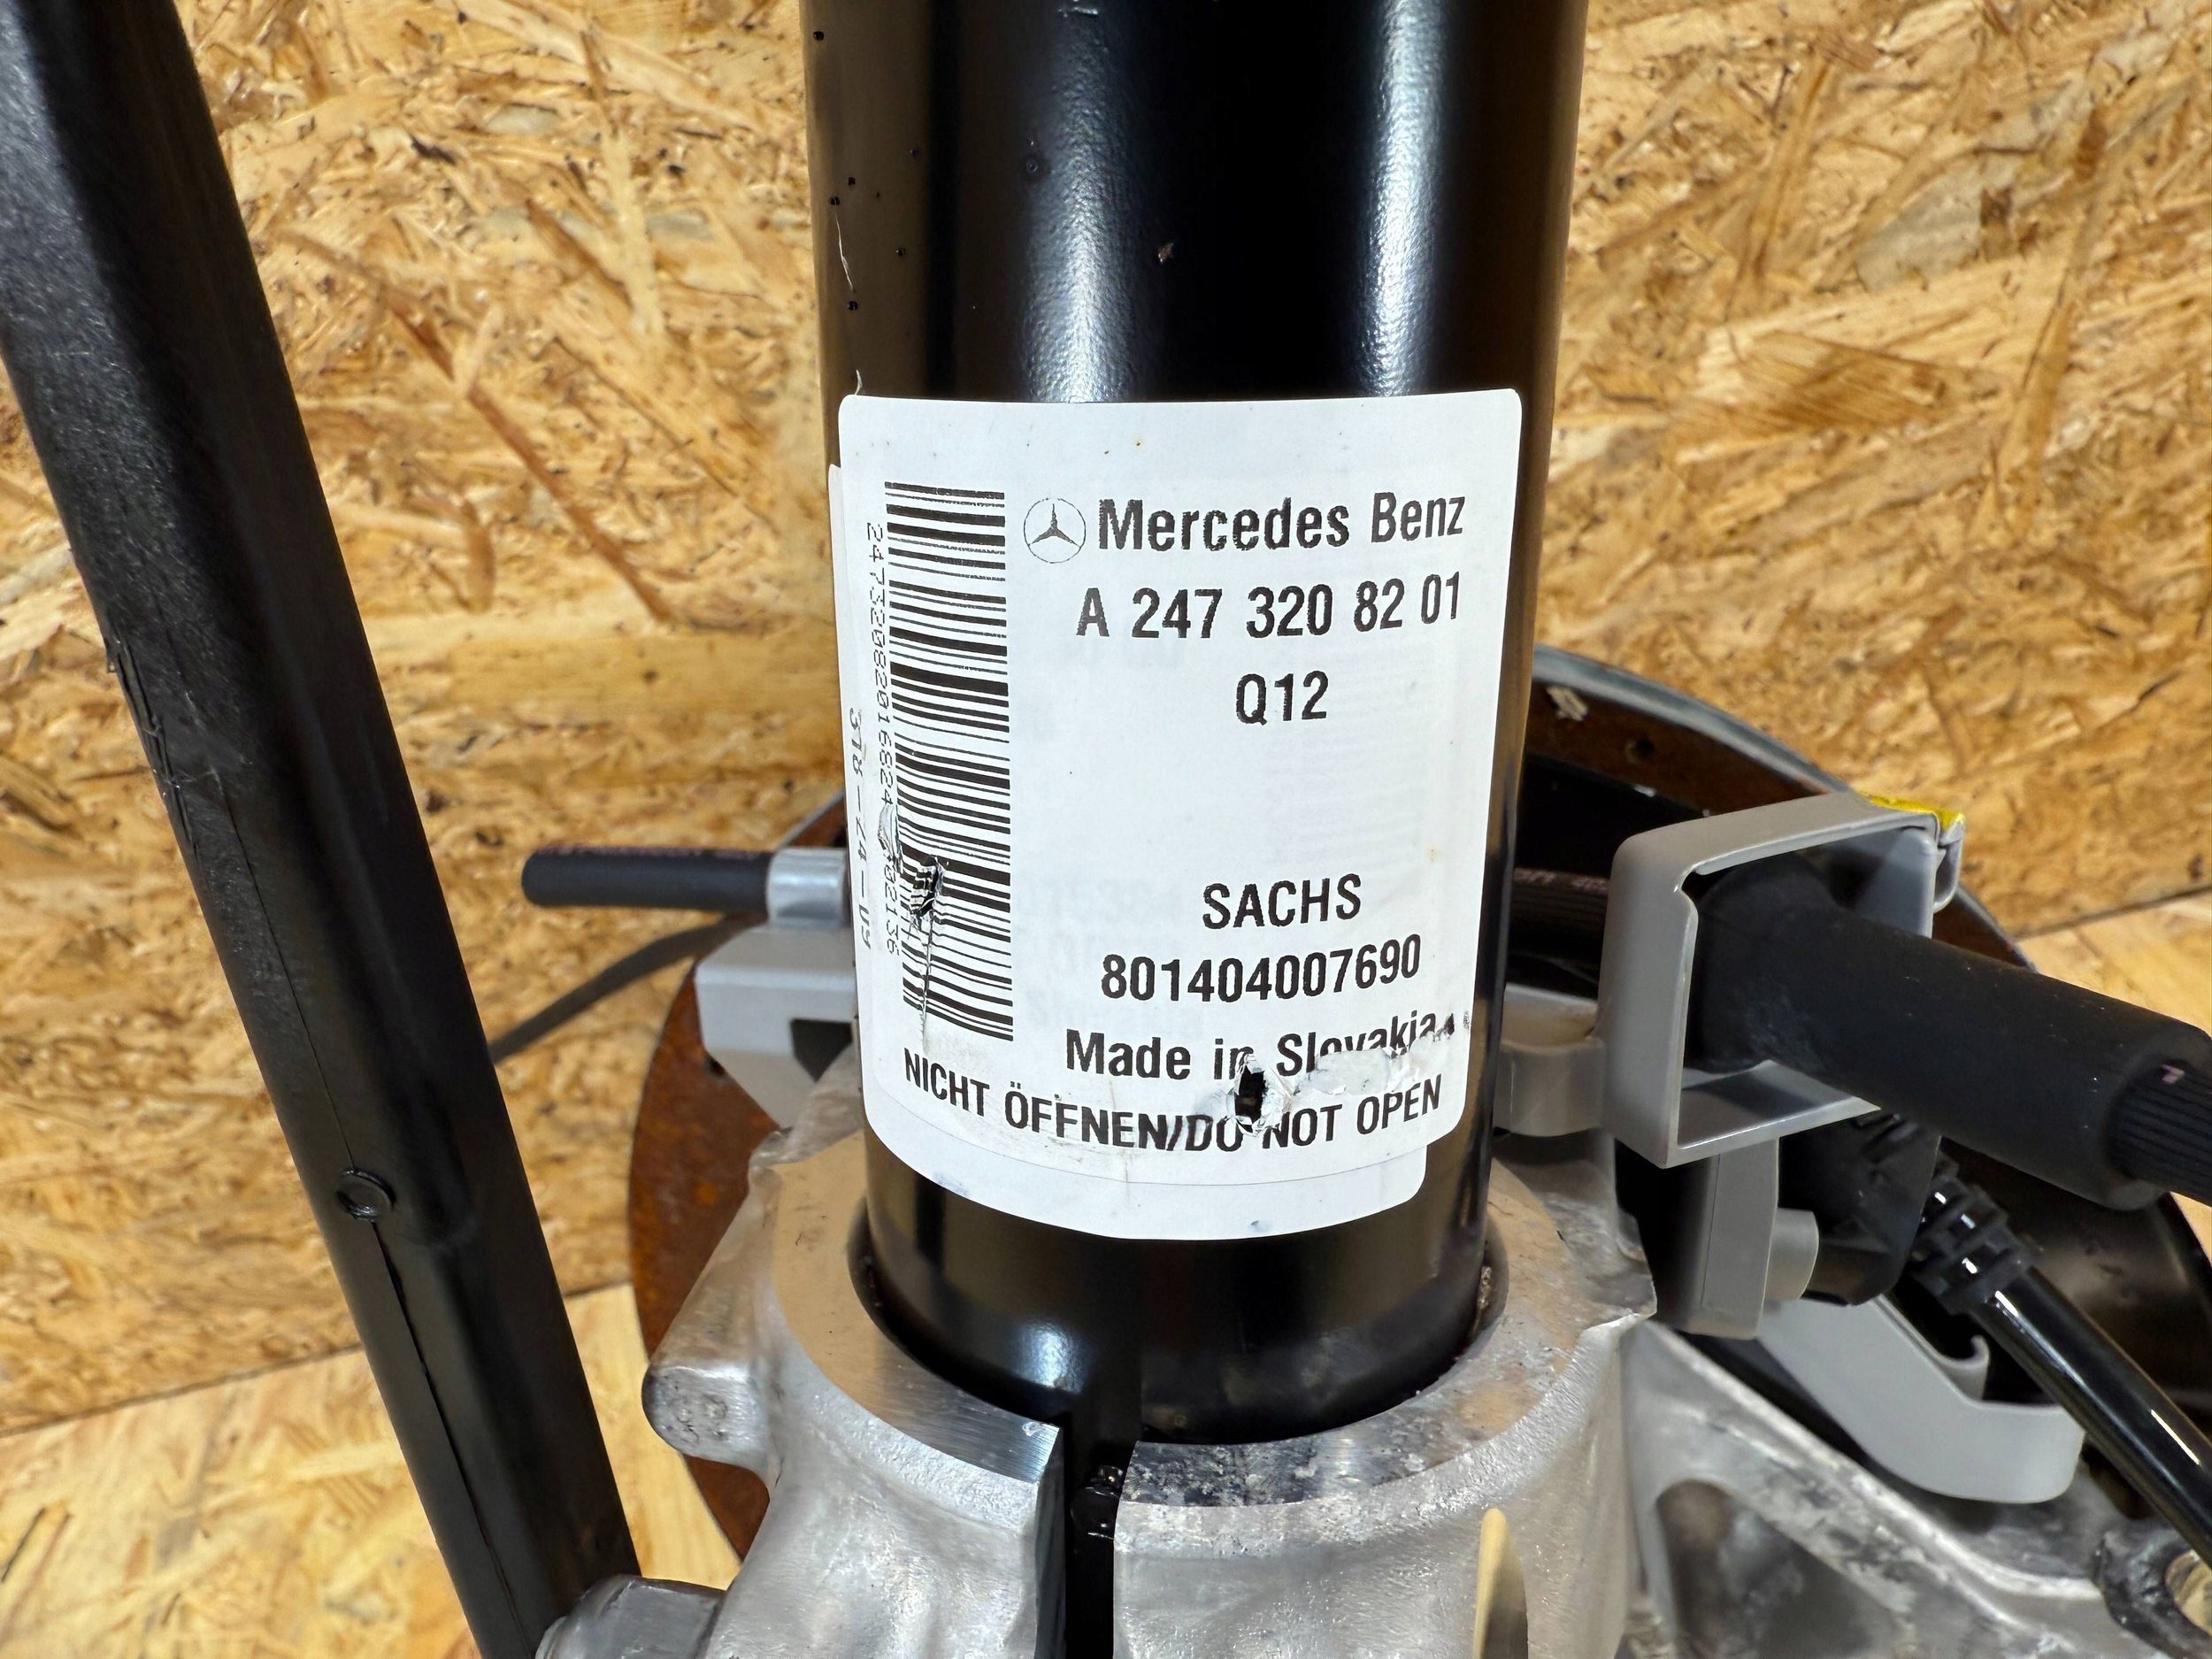 Mercedes Benz
A 247 320 82 01
Q12
SACHS
801404007690
Made in Slovakia
NICHT ÖFFNEN/DO NOT OPEN